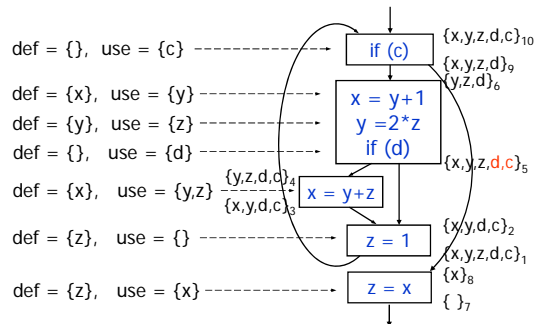 {x,y,z,d,c}10
def = {}, use = {c} if (c)
{x,y,z,d}9
{y,z,d}6
def = {x}, use = {y} x = y+1
def = {y}, use = {z} y =2*z
def = {}, use = {d} if (d)
{x,y,z,d,c}5
{y,z,d,c}4
def = {x}, use = {y,z} x = y+z
{x,y,d,c}3
{x,y,d,c}2
def = {z}, use = {} z = 1
{x,y,z,d,c}1
{x}8
def = {z}, use = {x} z = x
{ }7